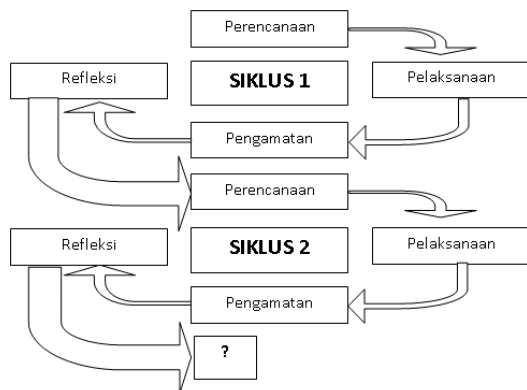 Perencanaan
Refleksi
SIKLUS 1
Pelaksanaan
Pengamatan
Perencanaan
Refleksi
SIKLUS 2
Pelaksanaan
Pengamatan
?